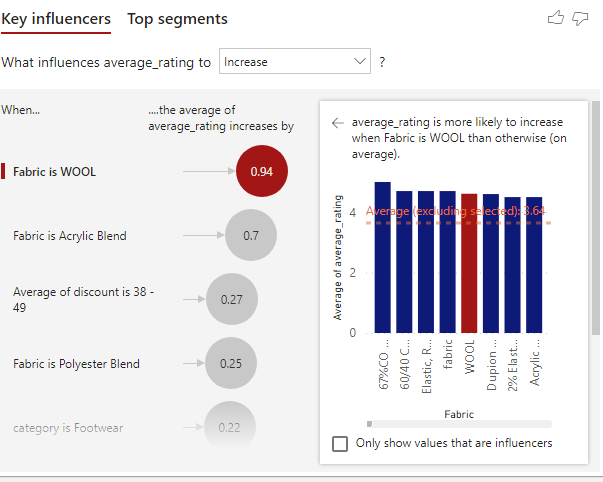 Key influencers Top segments
What influences average_rating to Increase ?
When...
....the average of
average_rating increases by
Fabric is WOOL 0.94
Fabric is Acrylic Blend 0.7
Average of discount is 38 -
49
0.27
Fabric is Polyester Blend 0.25
category is Footwear 0.22
average_rating is more likely to increase
when Fabric is WOOL than otherwise (on
average).
Average of average_rating
4
2
0
Average (excluding selected): 3.64
67%CO ...
60/40 C...
Elastic, R...
fabric
WOOL
Dupion ...
2% Elast...
Acrylic ...
Fabric
Only show values that are influencers